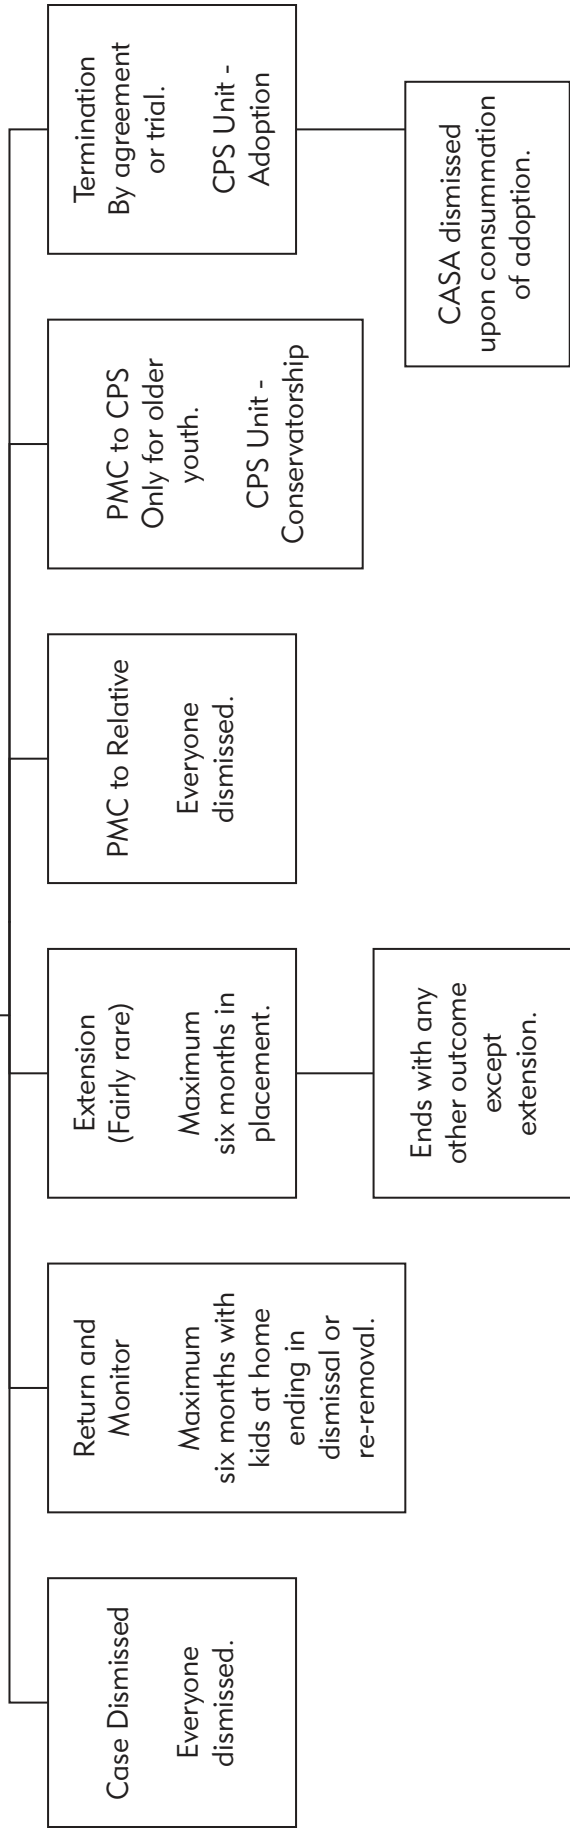 Case Dismissed
Everyone
dismissed.
Return and
Monitor
Maximum
six months with
kids at home
ending in
dismissal or
re-removal.
Extension
(Fairly rare)
Maximum
six months in
placement.
Ends with any
other outcome
except
extension.
PMC to Relative
Everyone
dismissed.
PMC to CPS
Only for older
youth.
CPS Unit -
Conservatorship
Termination
By agreement
or trial.
CPS Unit -
Adoption
CASA dismissed
upon consummation
of adoption.